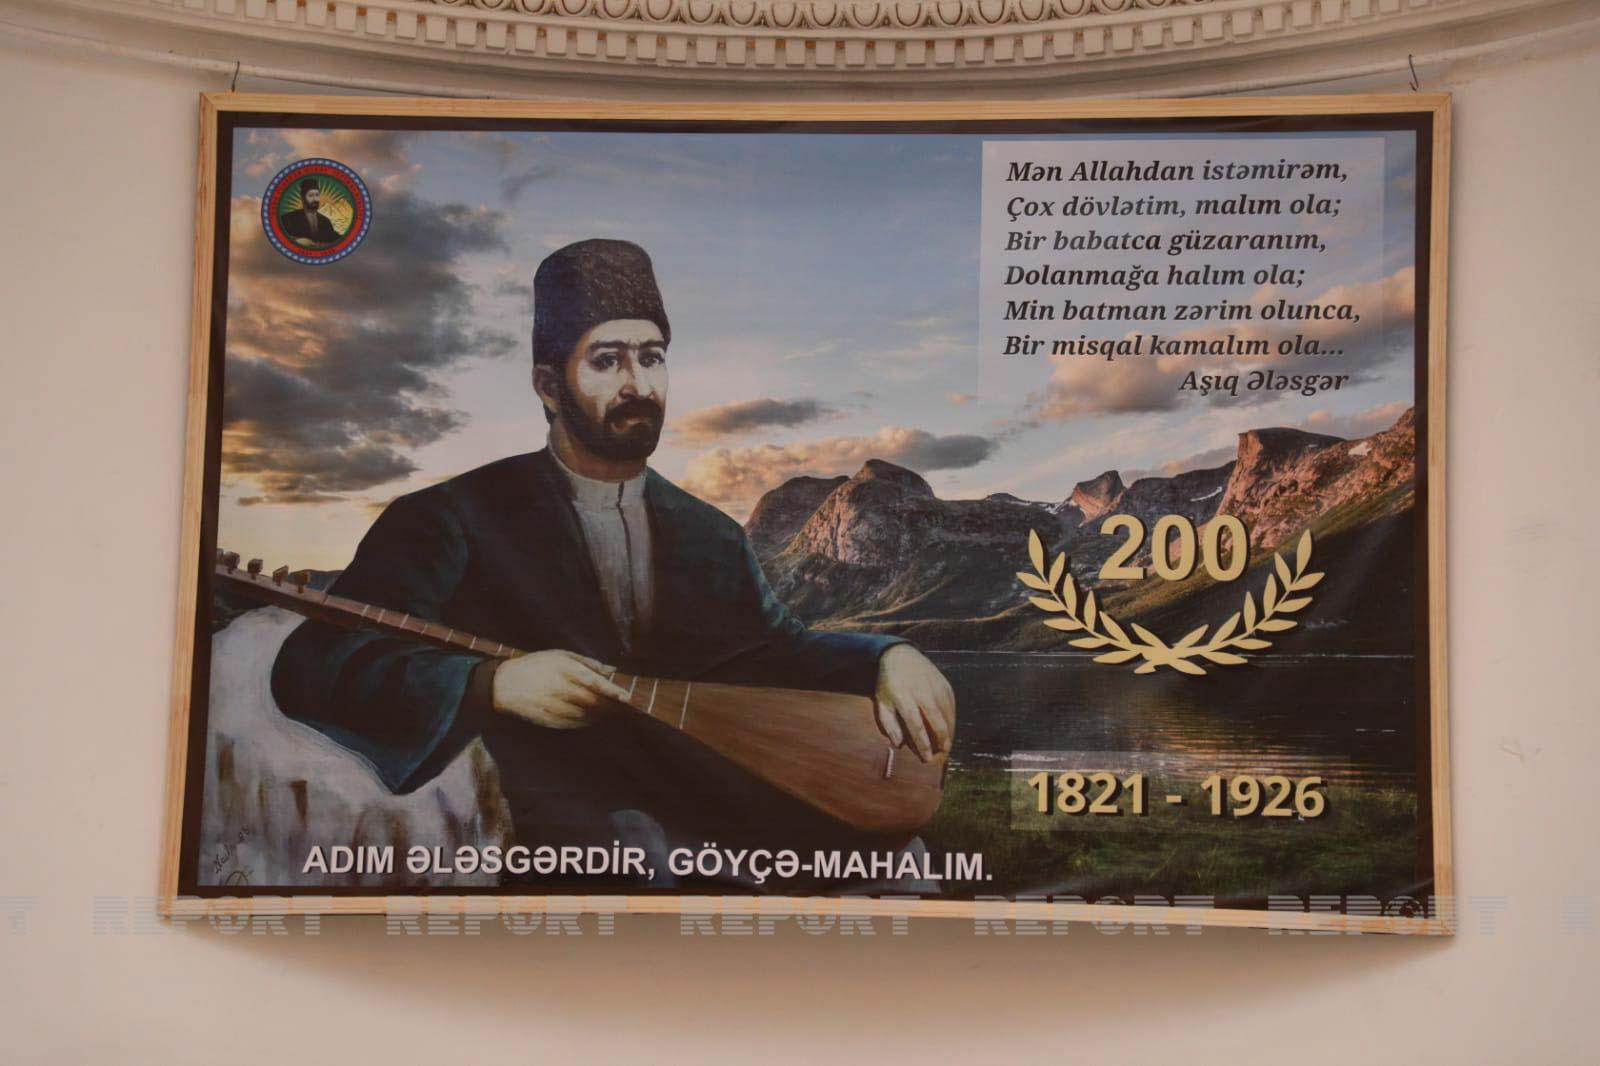 Mən Allahdan istəmirəm,
Çox dövlətim, malım ola;
Bir babatca güzaranım,
Dolanmağa halım ola;
Min batman zərim olunca,
Bir misqal kamalım ola...
Aşıq Ələsgər
200
1821 - 1926
ADIM ƏLƏSGƏRDİR, GÖYÇƏ-MAHALIM.
REPORT REPORT REPORT REPORT REPORT